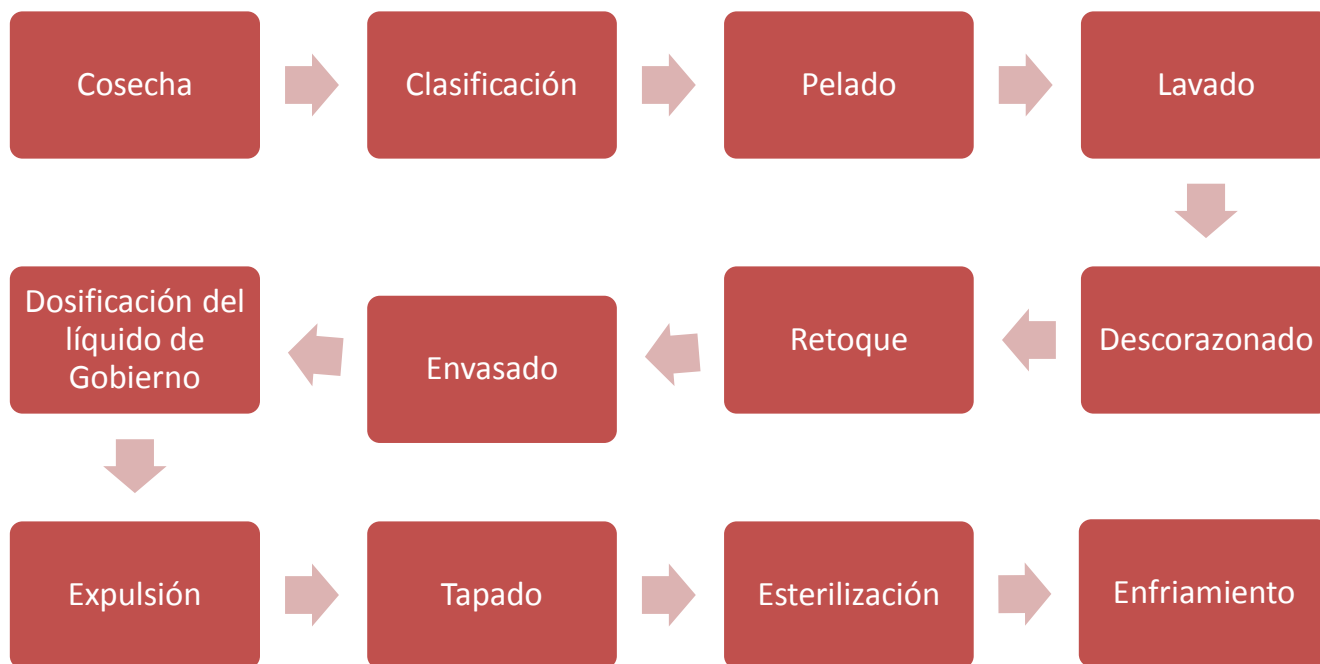 Cosecha
Clasificación
Pelado
Lavado
Descorazonado
Retoque
Envasado
Dosificación del
líquido de
Gobierno
Expulsión
Tapado
Esterilización
Enfriamiento